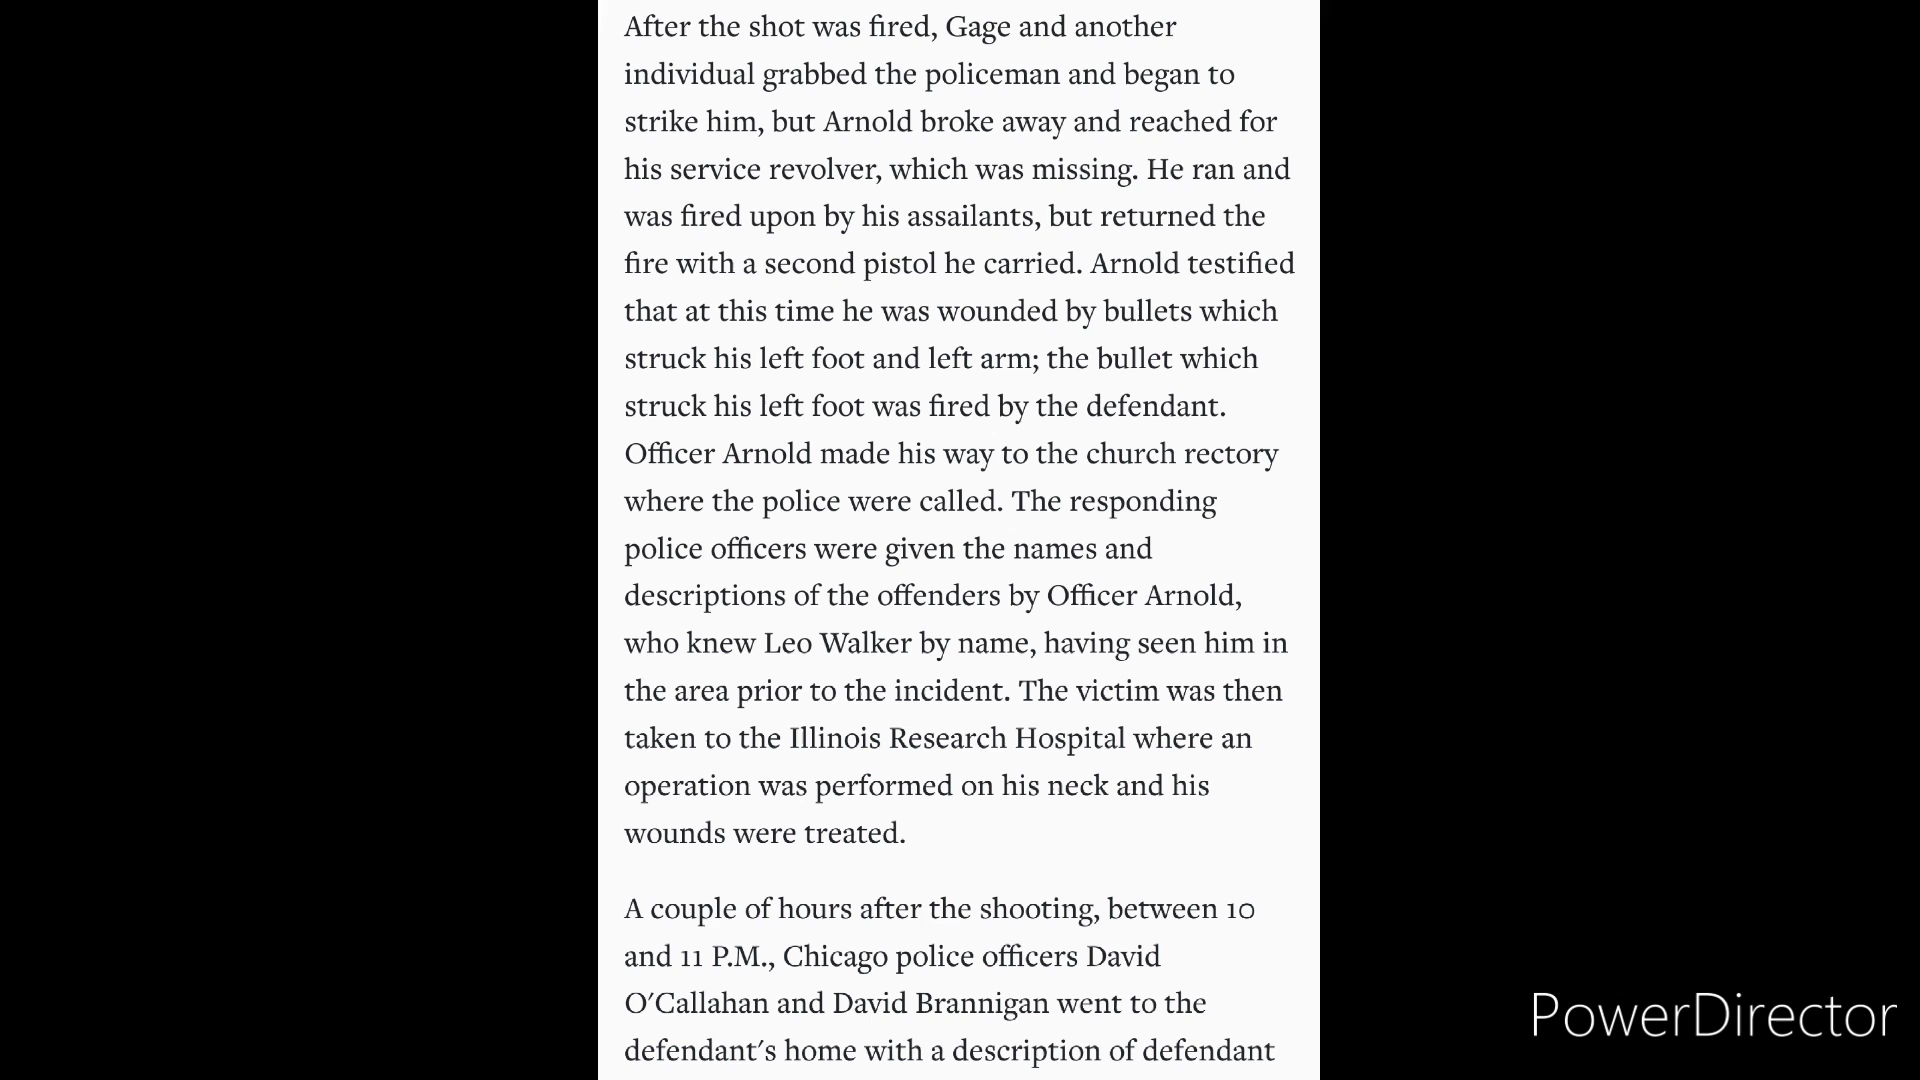 After the shot was fired, Gage and another
individual grabbed the policeman and began to
strike him, but Arnold broke away and reached for
his service revolver, which was missing. He ran and
was fired upon by his assailants, but returned the
fire with a second pistol he carried. Arnold testified
that at this time he was wounded by bullets which
struck his left foot and left arm; the bullet which
struck his left foot was fired by the defendant.
Officer Arnold made his way to the church rectory
where the police were called. The responding
police officers were given the names and
descriptions of the offenders by Officer Arnold,
who knew Leo Walker by name, having seen him in
the area prior to the incident. The victim was then
taken to the Illinois Research Hospital where an
operation was performed on his neck and his
wounds were treated.
A couple of hours after the shooting, between 10
and 11 P.M., Chicago police officers David
O'Callahan and David Brannigan went to the
defendant's home with a description of defendant
PowerDirector